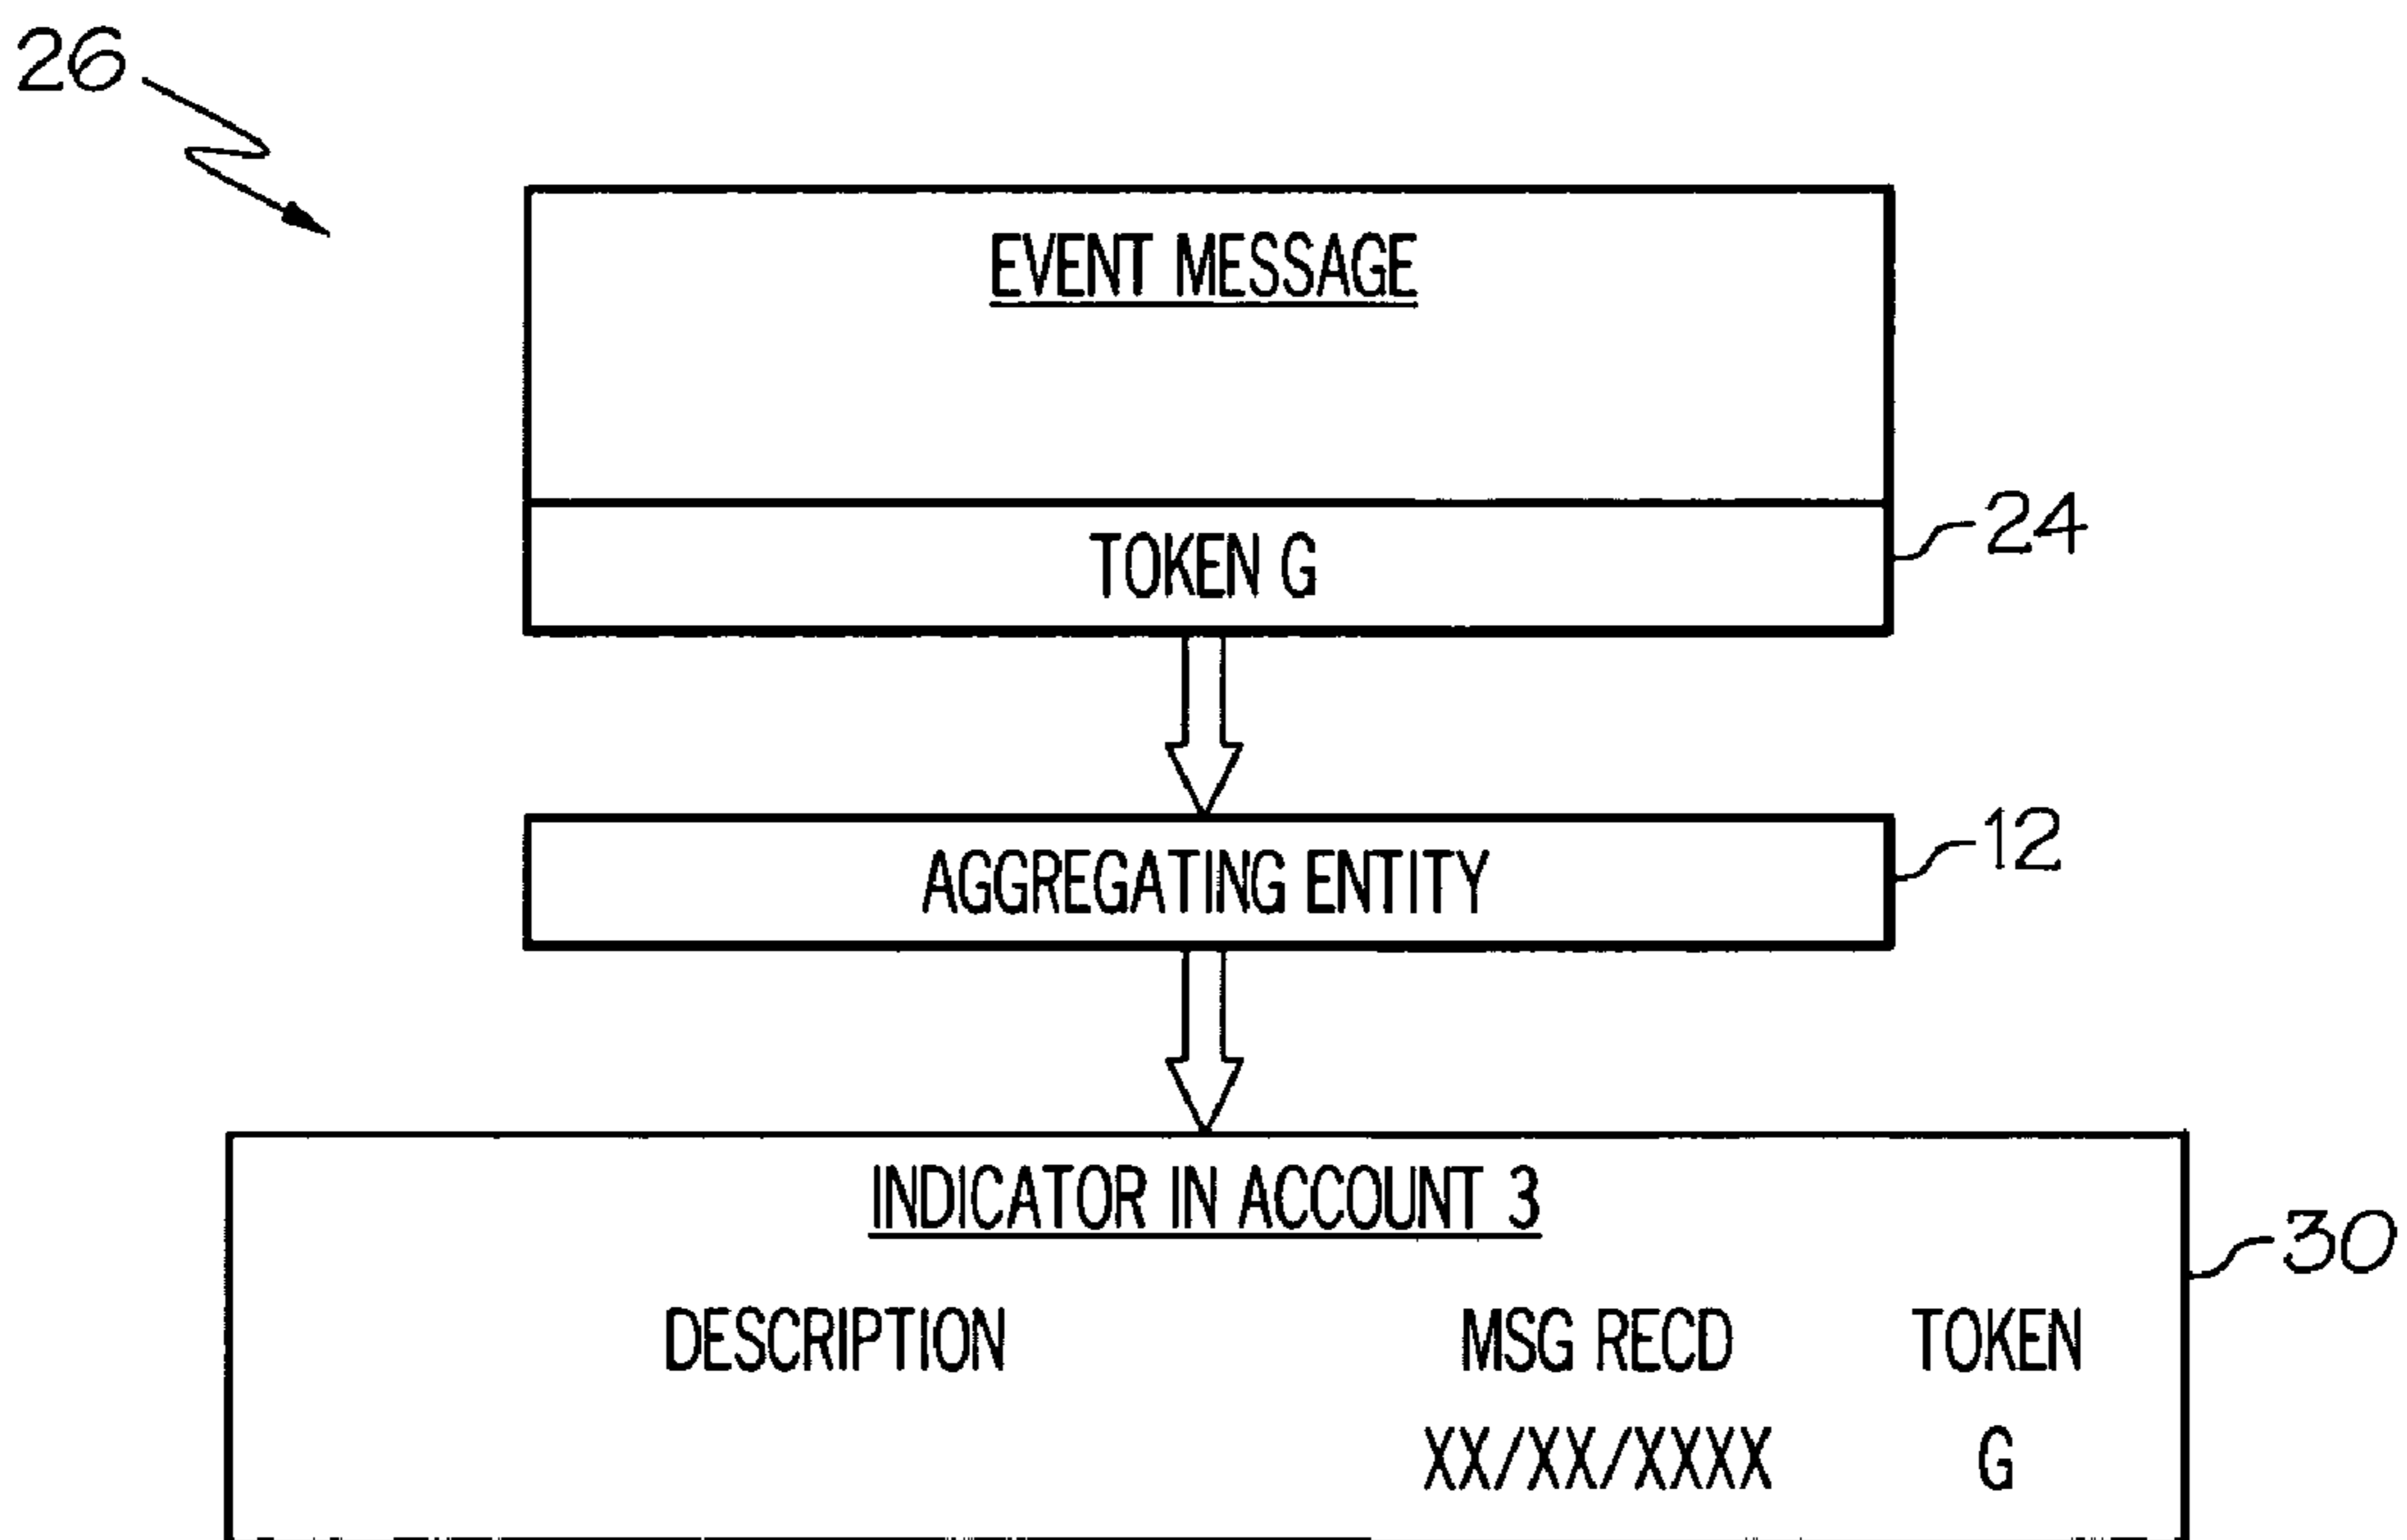 26
EVENT MESSAGE
TOKEN G
24
AGGREGATING ENTITY
12
INDICATOR IN ACCOUNT 3
30
DESCRIPTION MSG RECD TOKEN
XX/XX/XXXX G